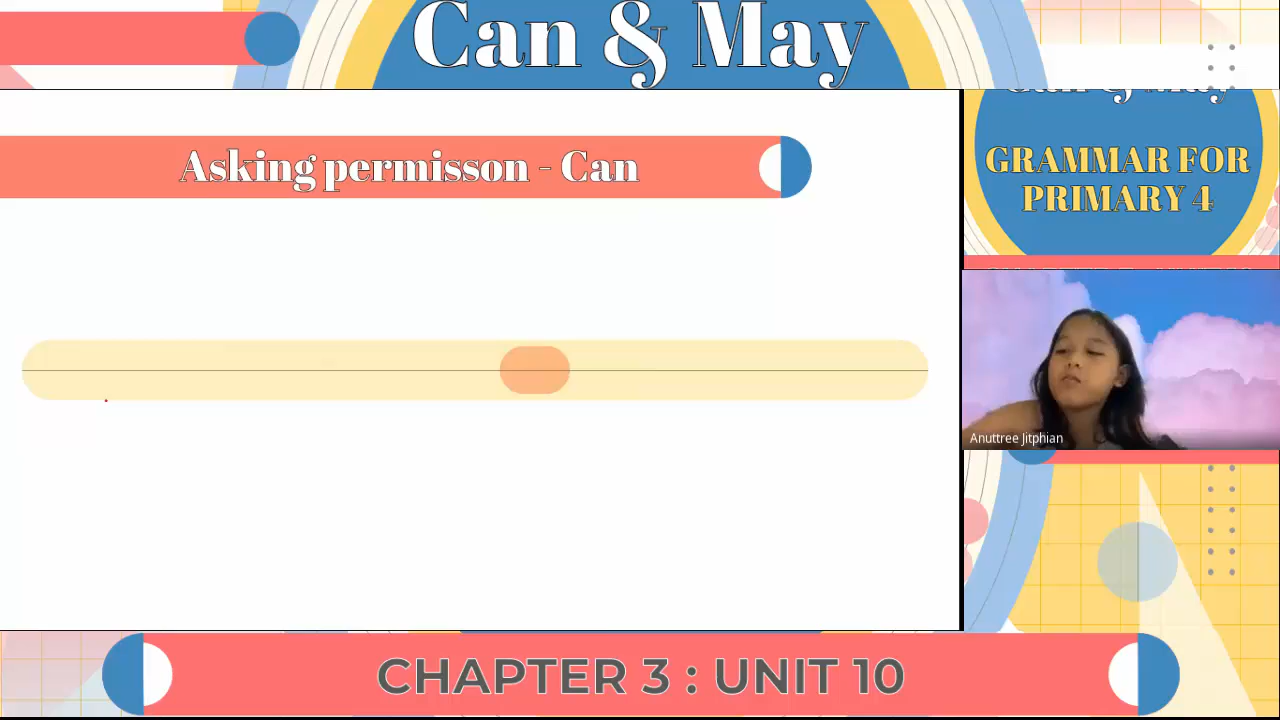 Can & May
Asking permisson - Can
GRAMMAR FOR
PRIMARY 4
Anuttree Jitphian
CHAPTER 3 : UNIT 10